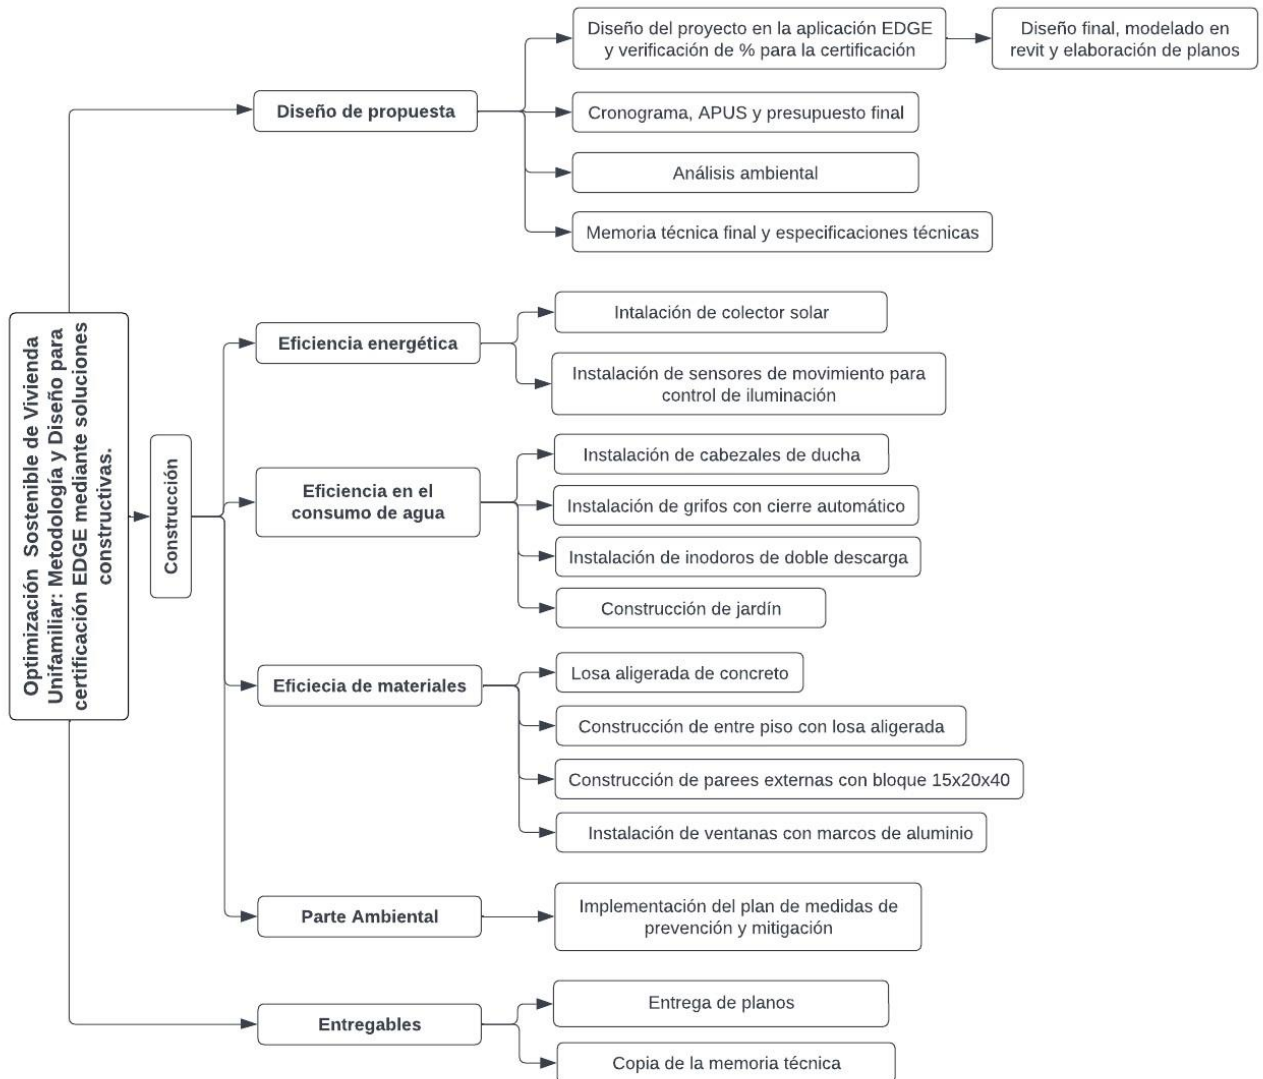 Diseño del proyecto en la aplicación EDGE
y verificación de % para la certificación
Diseño final, modelado en
revit y elaboración de planos
Diseño de propuesta
Cronograma, APUS y presupuesto final
Análisis ambiental
Memoria técnica final y especificaciones técnicas
Optimización Sostenible de Vivienda
Unifamiliar: Metodología y Diseño para
certificación EDGE mediante soluciones
constructivas.
Construcción
Eficiencia energética
Intalación de colector solar
Instalación de sensores de movimiento para
control de iluminación
Eficiencia en el
consumo de agua
Instalación de cabezales de ducha
Instalación de grifos con cierre automático
Instalación de inodoros de doble descarga
Construcción de jardín
Eficiecia de materiales
Losa aligerada de concreto
Construcción de entre piso con losa aligerada
Construcción de parees externas con bloque 15x20x40
Instalación de ventanas con marcos de aluminio
Parte Ambiental
Implementación del plan de medidas de
prevención y mitigación
Entregables
Entrega de planos
Copia de la memoria técnica